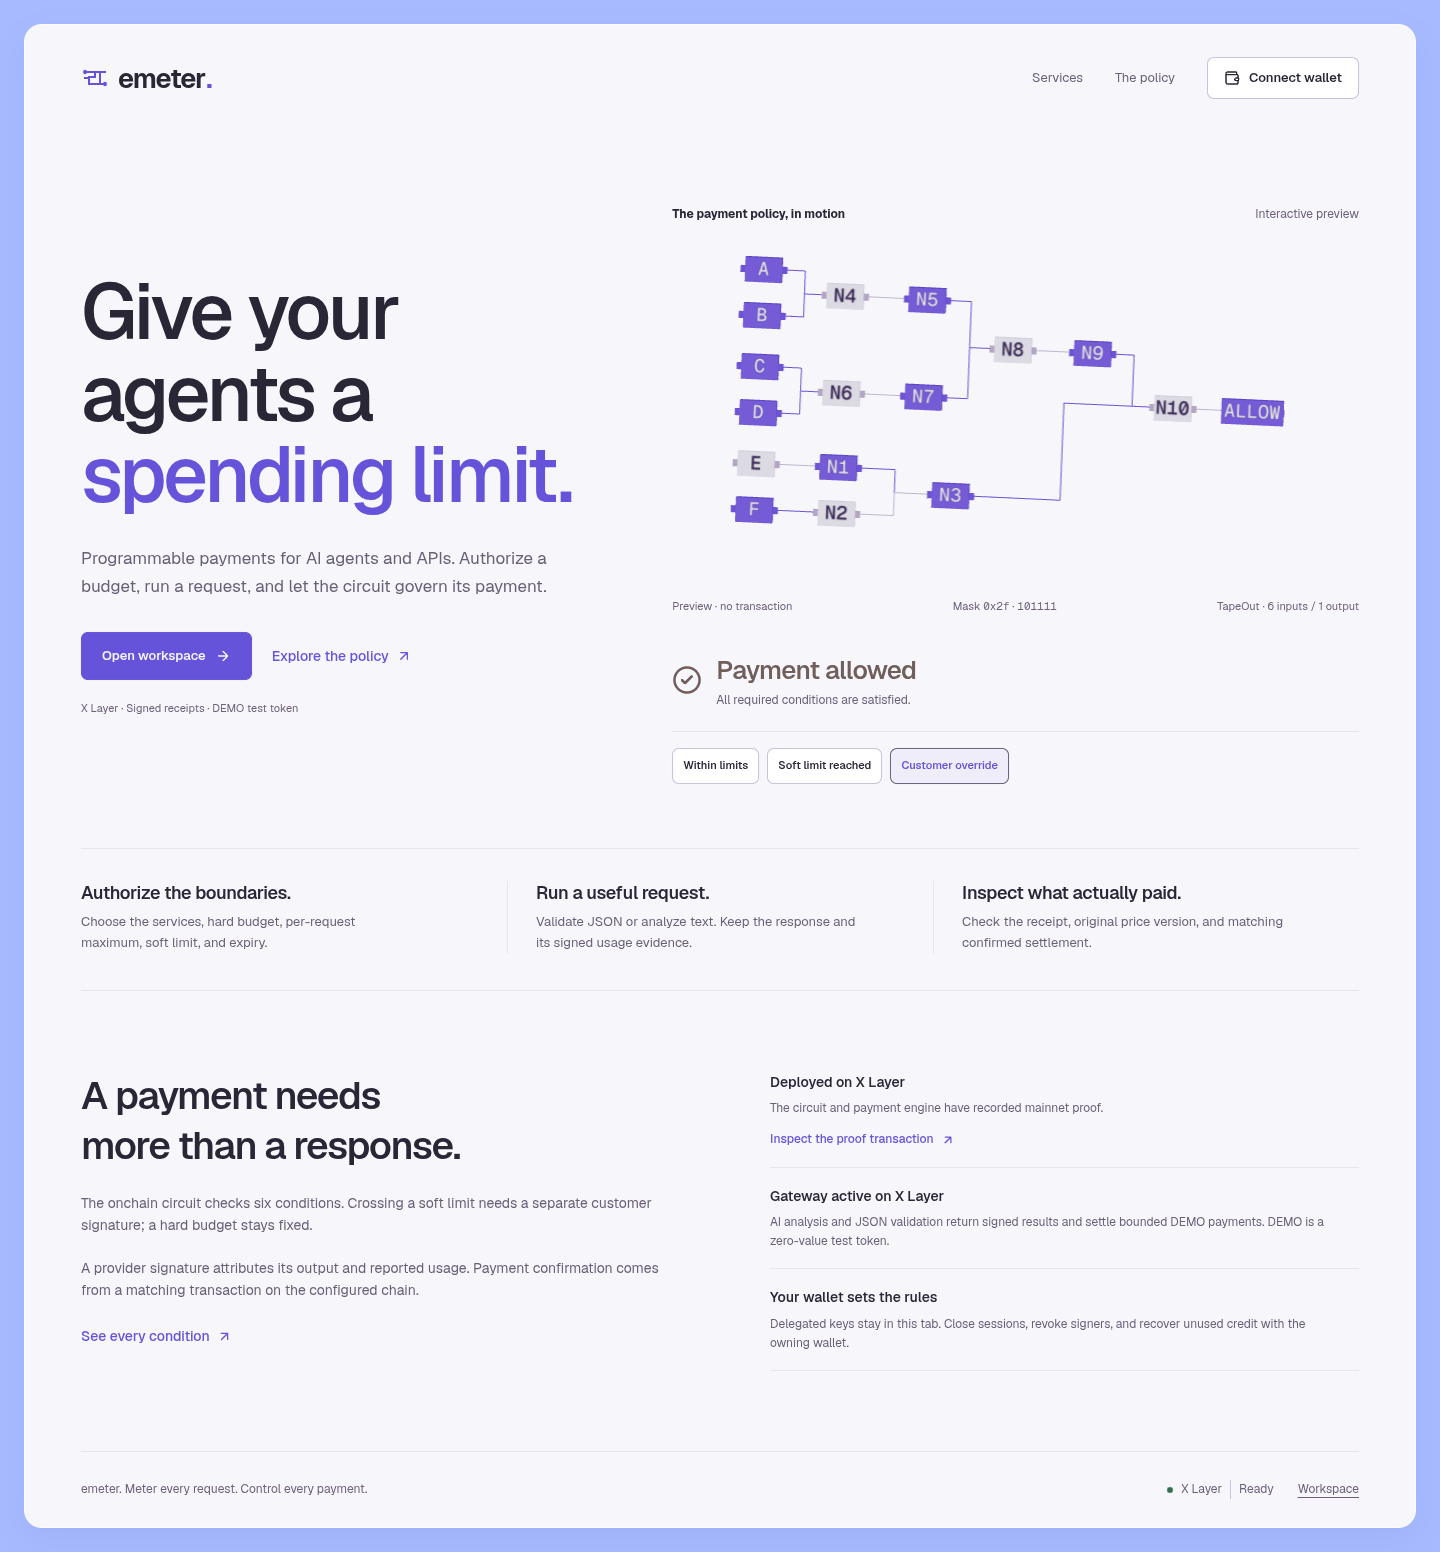 emeter.
Services
The policy
Connect wallet
Give your
agents a
spending limit.
Programmable payments for AI agents and APIs. Authorize a
budget, run a request, and let the circuit govern its payment.
Open workspace
Explore the policy
X Layer · Signed receipts · DEMO test token
The payment policy, in motion
Interactive preview
A
B
C
D
E
F
N4
N5
N6
N7
N1
N2
N3
N8
N9
N10
ALLOW
Preview · no transaction
Mask 0x2f · 101111
TapeOut · 6 inputs / 1 output
Payment allowed
All required conditions are satisfied.
Within limits
Soft limit reached
Customer override
Authorize the boundaries.
Choose the services, hard budget, per-request
maximum, soft limit, and expiry.
Run a useful request.
Validate JSON or analyze text. Keep the response and
its signed usage evidence.
Inspect what actually paid.
Check the receipt, original price version, and matching
confirmed settlement.
A payment needs
more than a response.
The onchain circuit checks six conditions. Crossing a soft limit needs a separate customer
signature; a hard budget stays fixed.
A provider signature attributes its output and reported usage. Payment confirmation comes
from a matching transaction on the configured chain.
See every condition
Deployed on X Layer
The circuit and payment engine have recorded mainnet proof.
Inspect the proof transaction
Gateway active on X Layer
AI analysis and JSON validation return signed results and settle bounded DEMO payments. DEMO is a
zero-value test token.
Your wallet sets the rules
Delegated keys stay in this tab. Close sessions, revoke signers, and recover unused credit with the
owning wallet.
emeter. Meter every request. Control every payment.
X Layer
Ready
Workspace